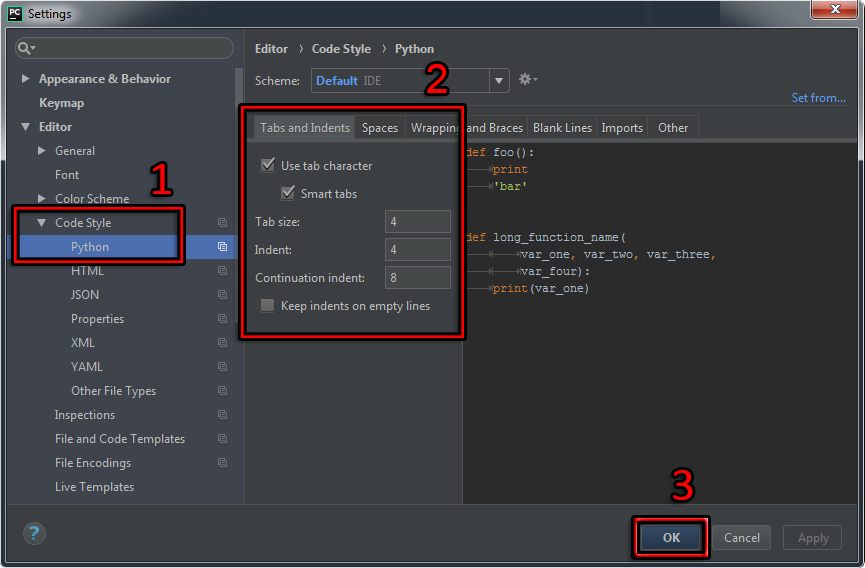 PC Settings
Appearance & Behavior
Keymap
Editor
General
Font
Color Scheme
1
Code Style
Python
HTML
JSON
Properties
XML
YAML
Other File Types
Inspections
File and Code Templates
File Encodings
Live Templates
Editor › Code Style › Python
Scheme: Default IDE
2
Set from...
Tabs and Indents Spaces Wrapping and Braces Blank Lines Imports Other
Use tab character
Smart tabs
Tab size: 4
Indent: 4
Continuation indent: 8
Keep indents on empty lines
def foo():
print
'bar'
def long_function_name(
var_one, var_two, var_three,
var_four):
print(var_one)
3
? OK Cancel Apply